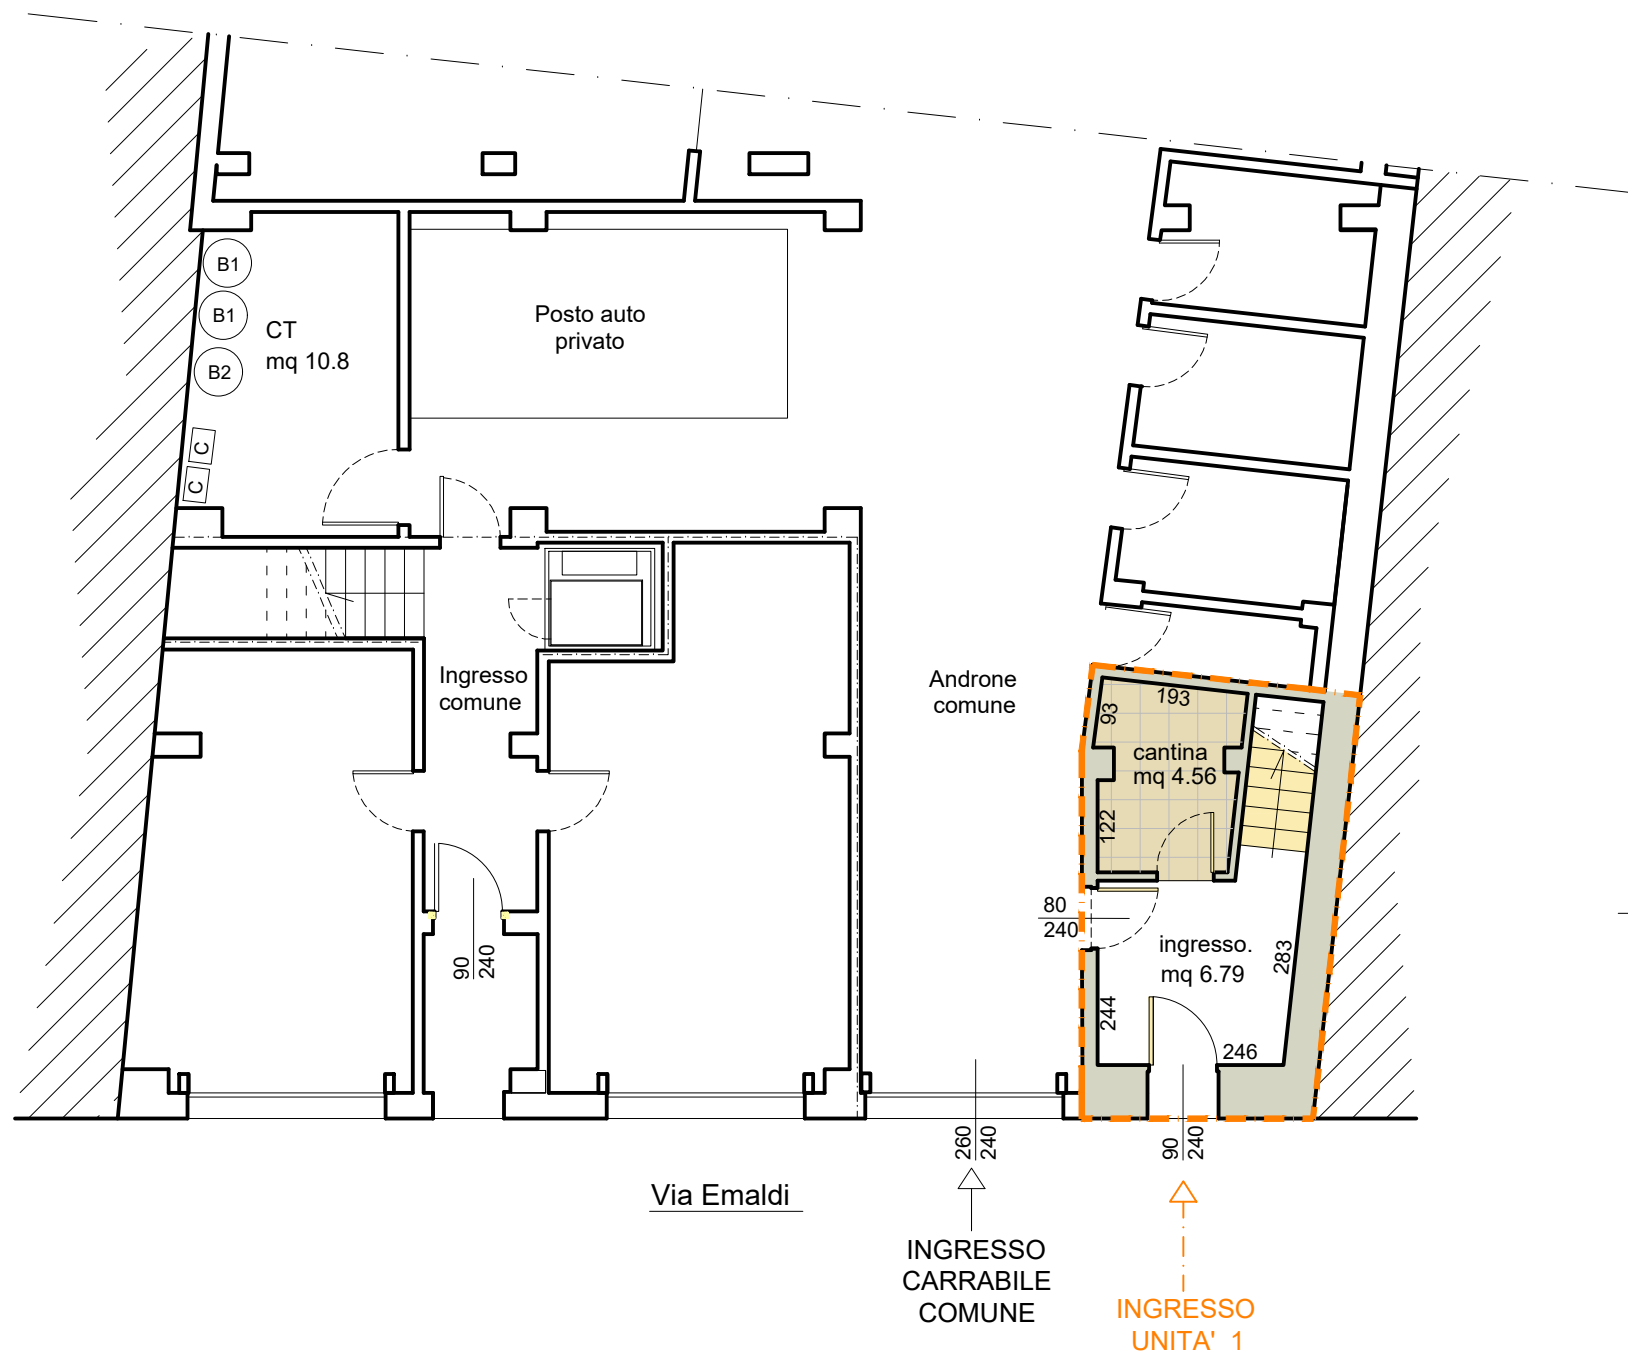 B1
B1
B2
CT
mq 10.8
C
C
Posto auto
privato
Ingresso
comune
Androne
comune
193
93
cantina
mq 4.56
122
80
240
ingresso.
mq 6.79
283
244
246
90
240
260
240
90
240
Via Emaldi
INGRESSO
CARRABILE
COMUNE
INGRESSO
UNITA' 1